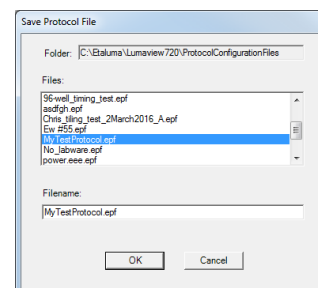 Save Protocol File
Folder: C:\Etaluma\Lumaview720\ProtocolConfigurationFiles
Files:
96-well_timing_test.epf
asdfgh.epf
Chris_tiling_test_2March2016_A.epf
Ew #55.epf
MyTestProtocol.epf
No_labware.epf
power.eee.epf
Filename:
MyTestProtocol.epf
OK Cancel